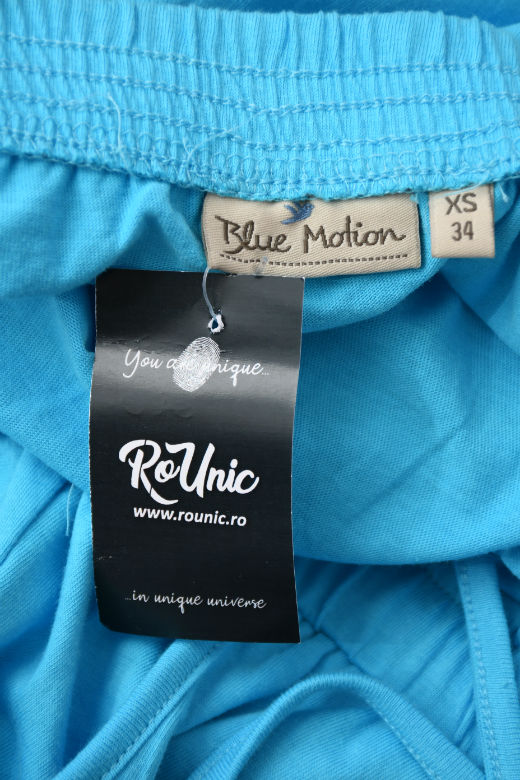 Blue Motion
XS
34
You are unique...
RoUnic
www.rounic.ro
...in unique universe